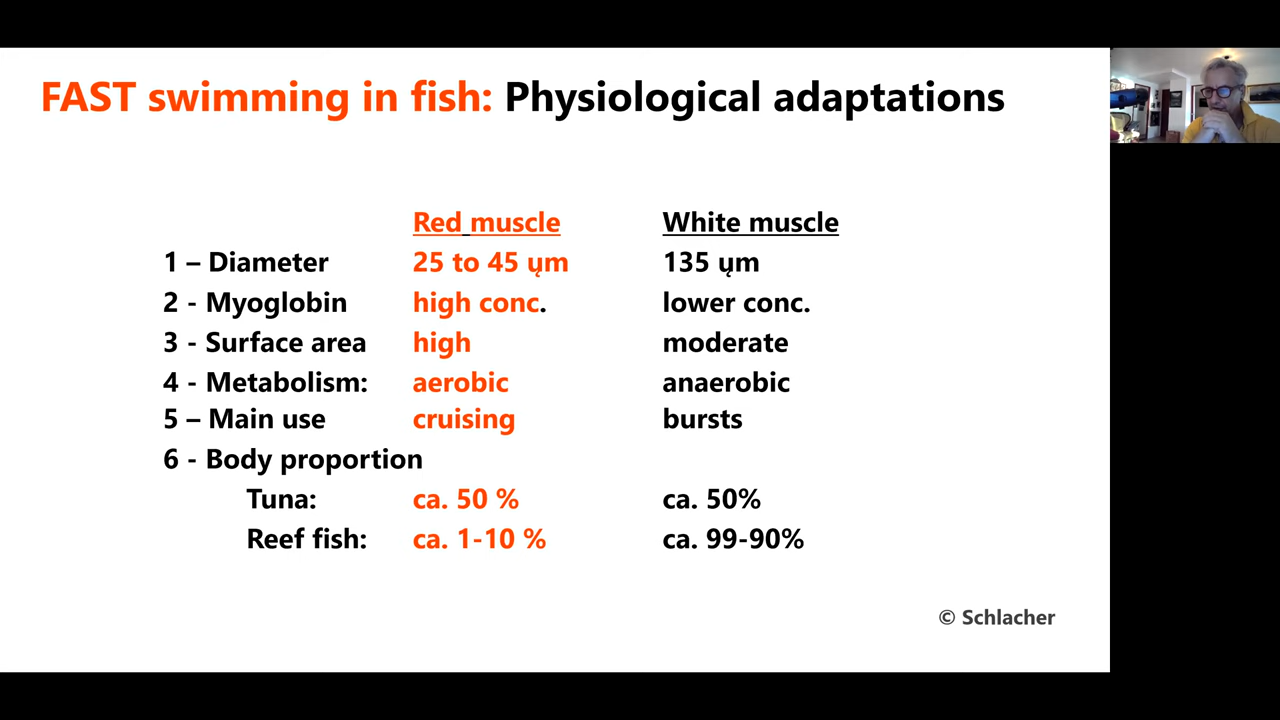 FAST swimming in fish: Physiological adaptations
Red muscle White muscle
1 – Diameter 25 to 45 ųm 135 ųm
2 - Myoglobin high conc. lower conc.
3 - Surface area high moderate
4 - Metabolism: aerobic anaerobic
5 – Main use cruising bursts
6 - Body proportion
Tuna: ca. 50 % ca. 50%
Reef fish: ca. 1-10 % ca. 99-90%
© Schlacher